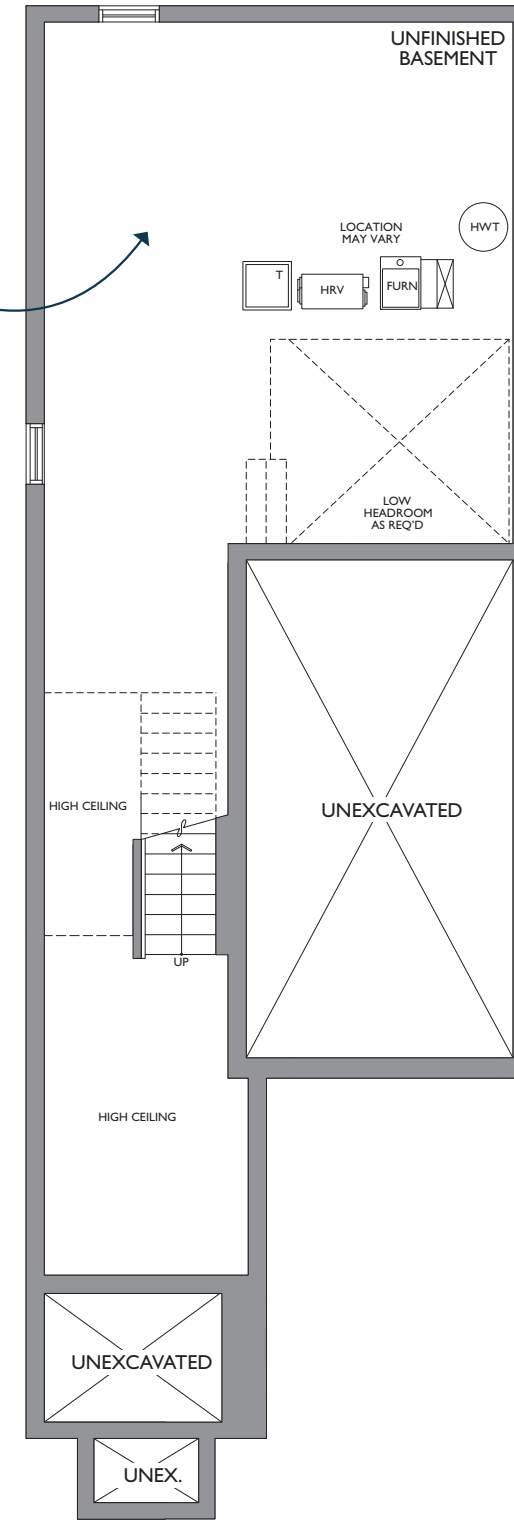 UNFINISHED
BASEMENT
LOCATION
MAY VARY
HWT
T
HRV
FURN
LOW
HEADROOM
AS REQ'D
HIGH CEILING
UNEXCAVATED
UP
HIGH CEILING
UNEXCAVATED
UNEX.